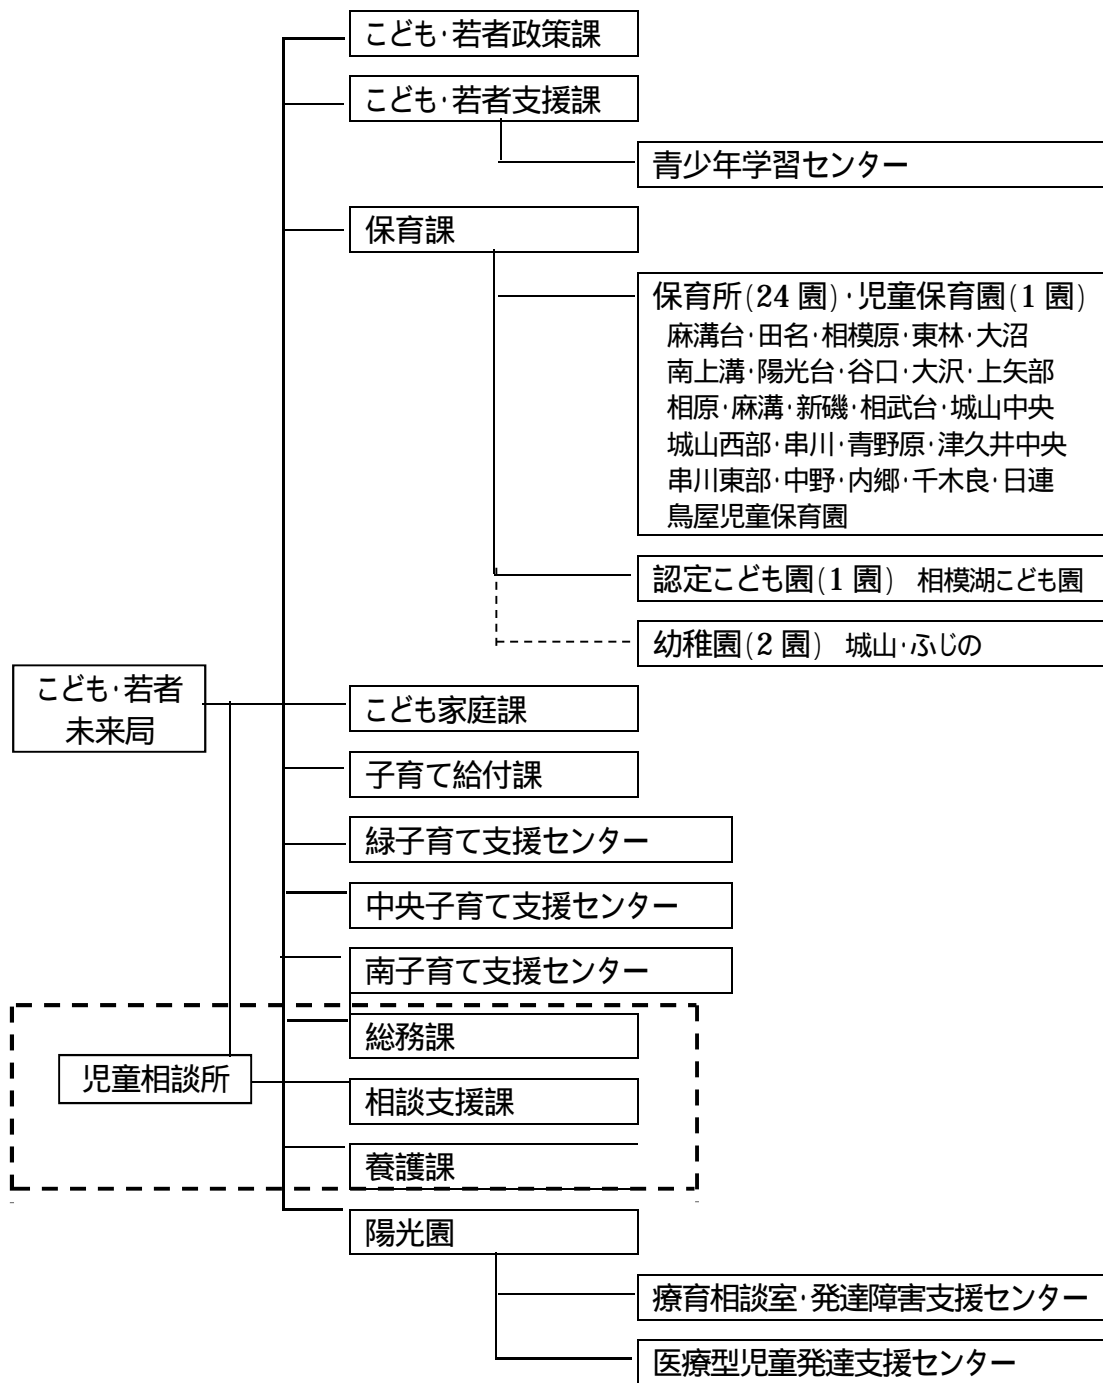 こども・若者政策課
こども・若者支援課
青少年学習センター
保育課
保育所(24 園)・児童保育園(1 園)
麻溝台・田名・相模原・東林・大沼
南上溝・陽光台・谷口・大沢・上矢部
相原・麻溝・新磯・相武台・城山中央
城山西部・串川・青野原・津久井中央
串川東部・中野・内郷・千木良・日連
鳥屋児童保育園
認定こども園(1 園) 相模湖こども園
幼稚園(2 園) 城山・ふじの
こども・若者
未来局
こども家庭課
子育て給付課
緑子育て支援センター
中央子育て支援センター
南子育て支援センター
総務課
児童相談所
相談支援課
養護課
陽光園
療育相談室・発達障害支援センター
医療型児童発達支援センター